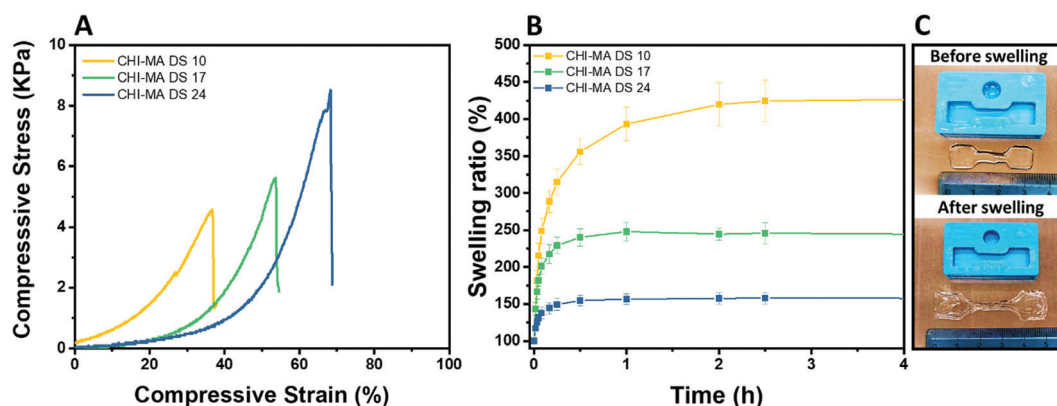 A
CHI-MA DS 10
CHI-MA DS 17
CHI-MA DS 24
Compresssive Stress (KPa)
10
8
6
4
2
0
0 20 40 60 80 100
Compressive Strain (%)
B
CHI-MA DS 10
CHI-MA DS 17
CHI-MA DS 24
Swelling ratio (%)
450
400
350
300
250
200
150
100
0 1 2 3 4
Time (h)
C
Before swelling
After swelling